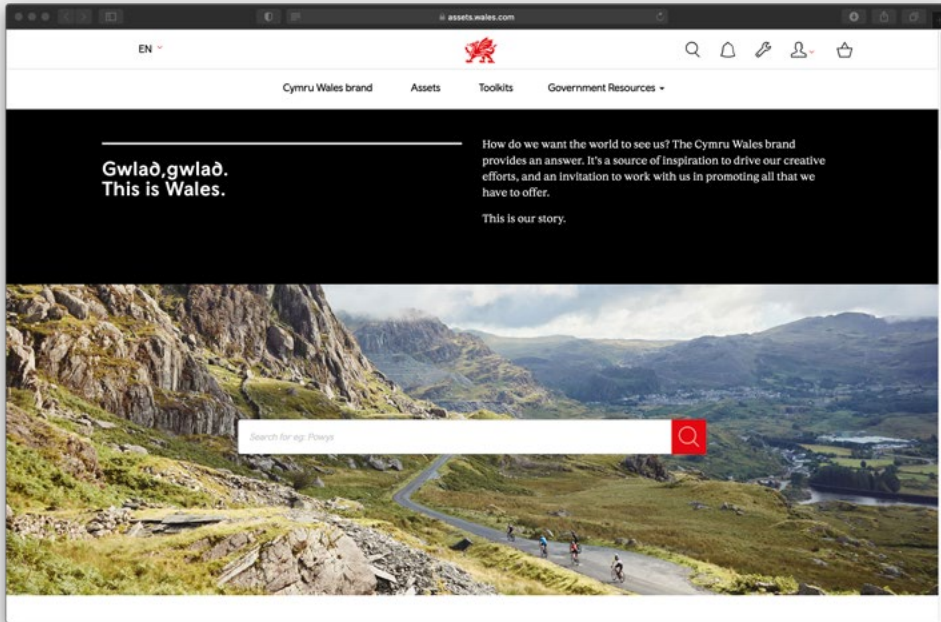 assets.wales.com
EN
Cymru Wales brand
Assets
Toolkits
Government Resources
Gwlað,gwlað.
This is Wales.
How do we want the world to see us? The Cymru Wales brand
provides an answer. It's a source of inspiration to drive our creative
efforts, and an invitation to work with us in promoting all that we
have to offer.
This is our story.
Search for eg: Powys